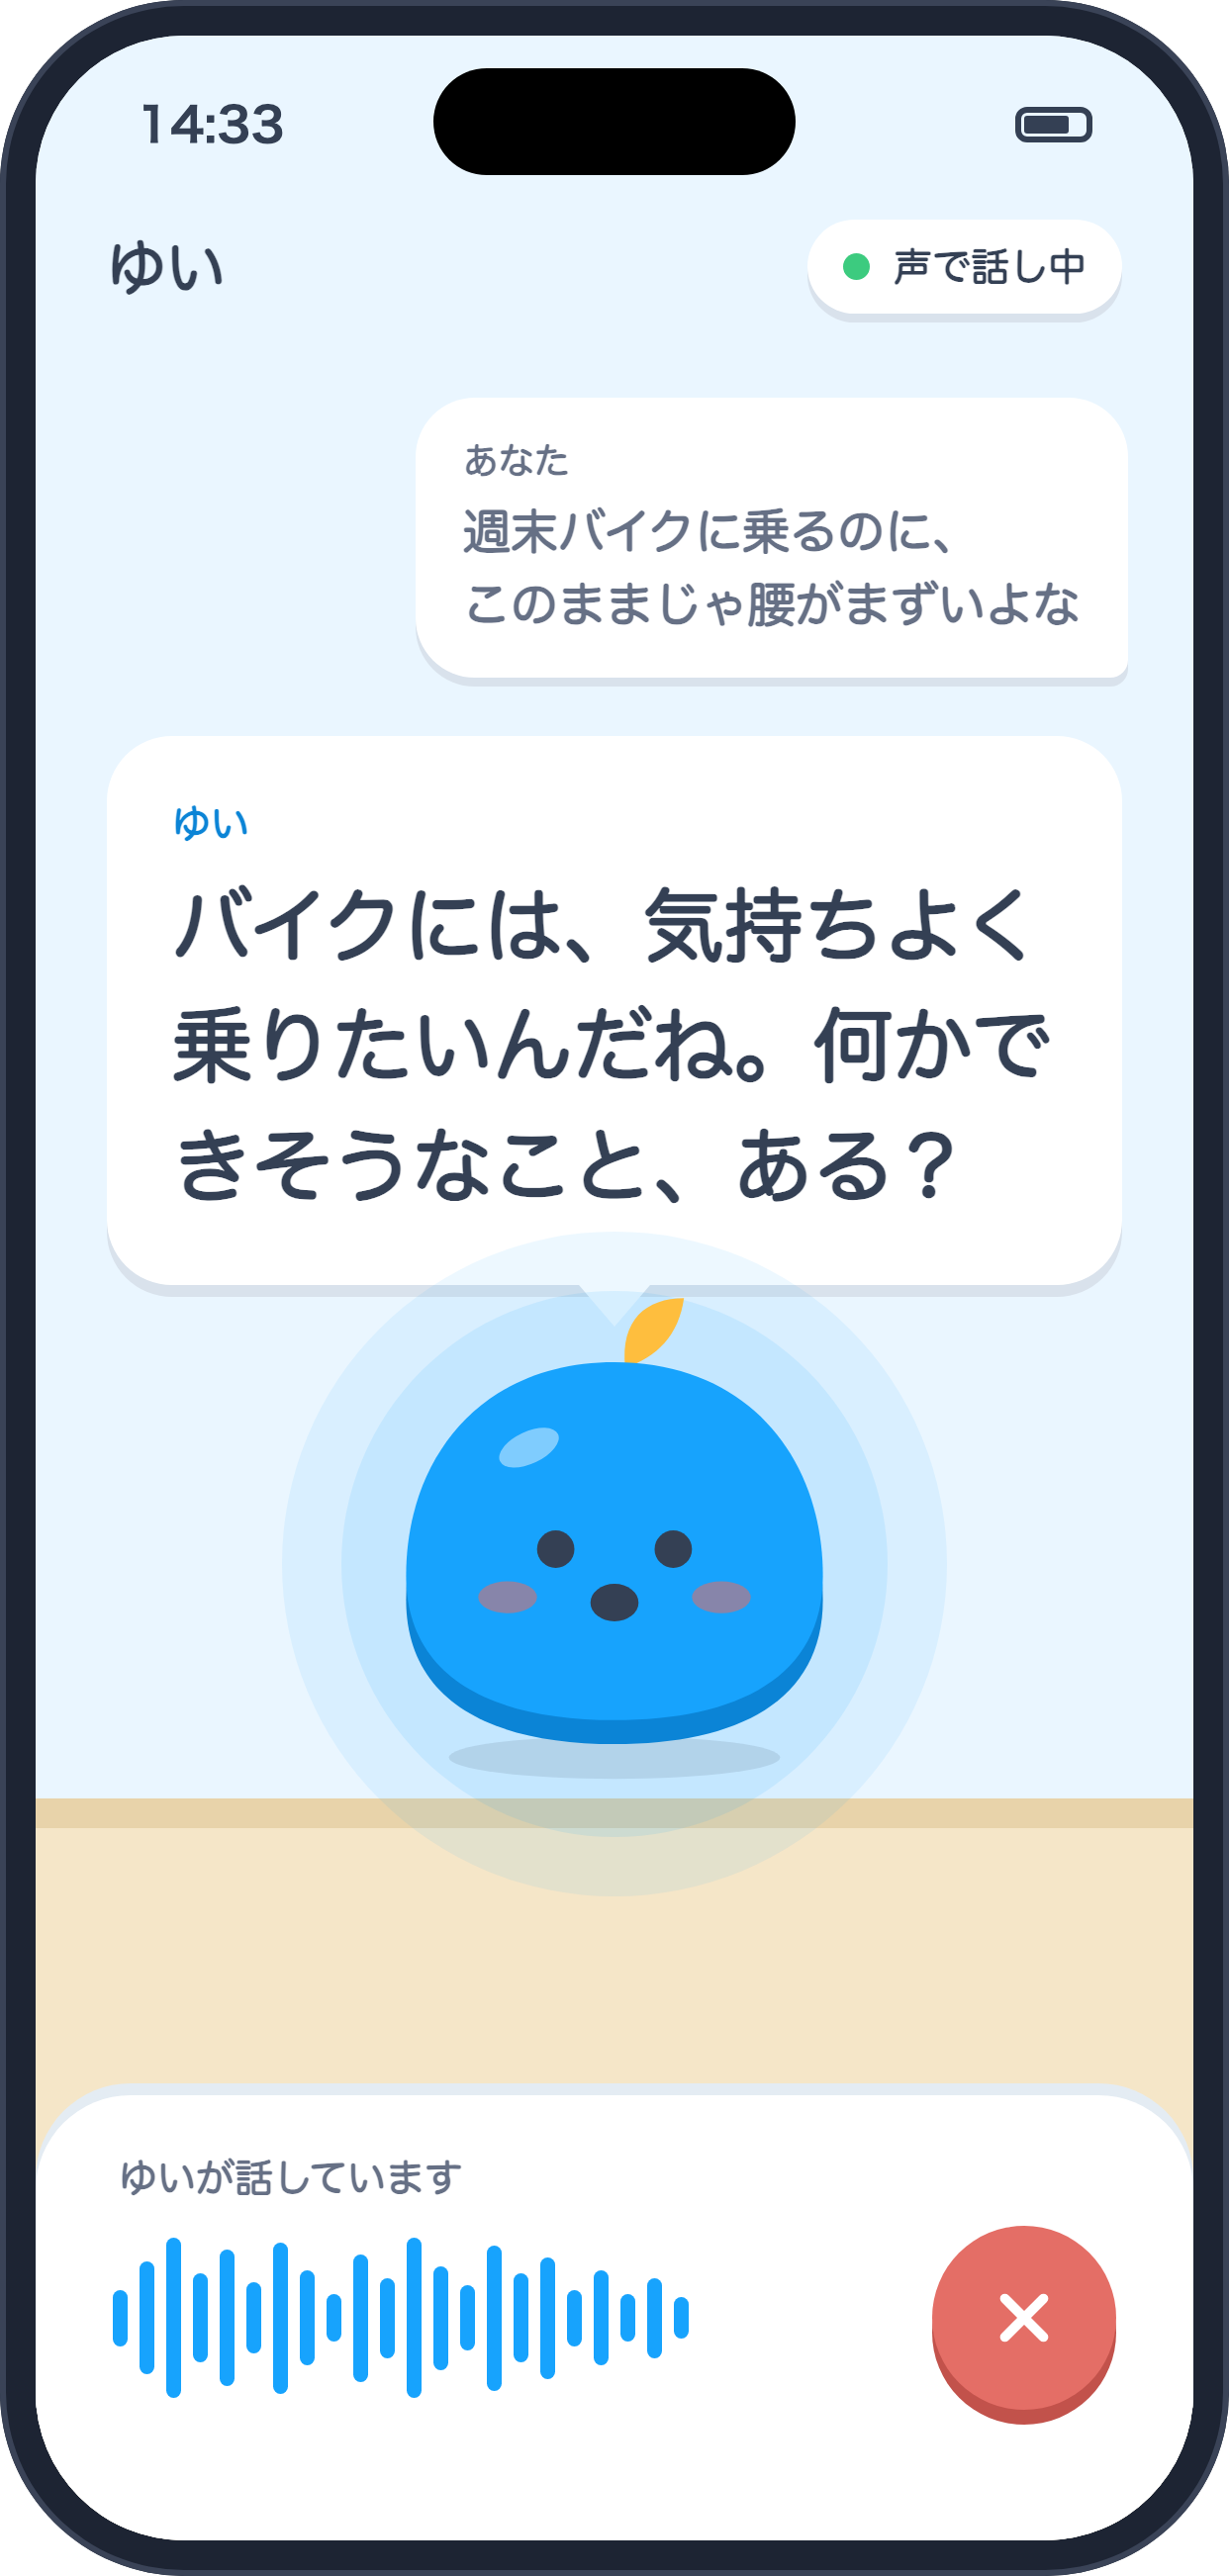 14:33
ゆい
声で話し中
あなた
週末バイクに乗るのに、
このままじゃ腰がまずいよな
ゆい
バイクには、気持ちよく
乗りたいんだね。何かで
きそうなこと、ある？
ゆいが話しています